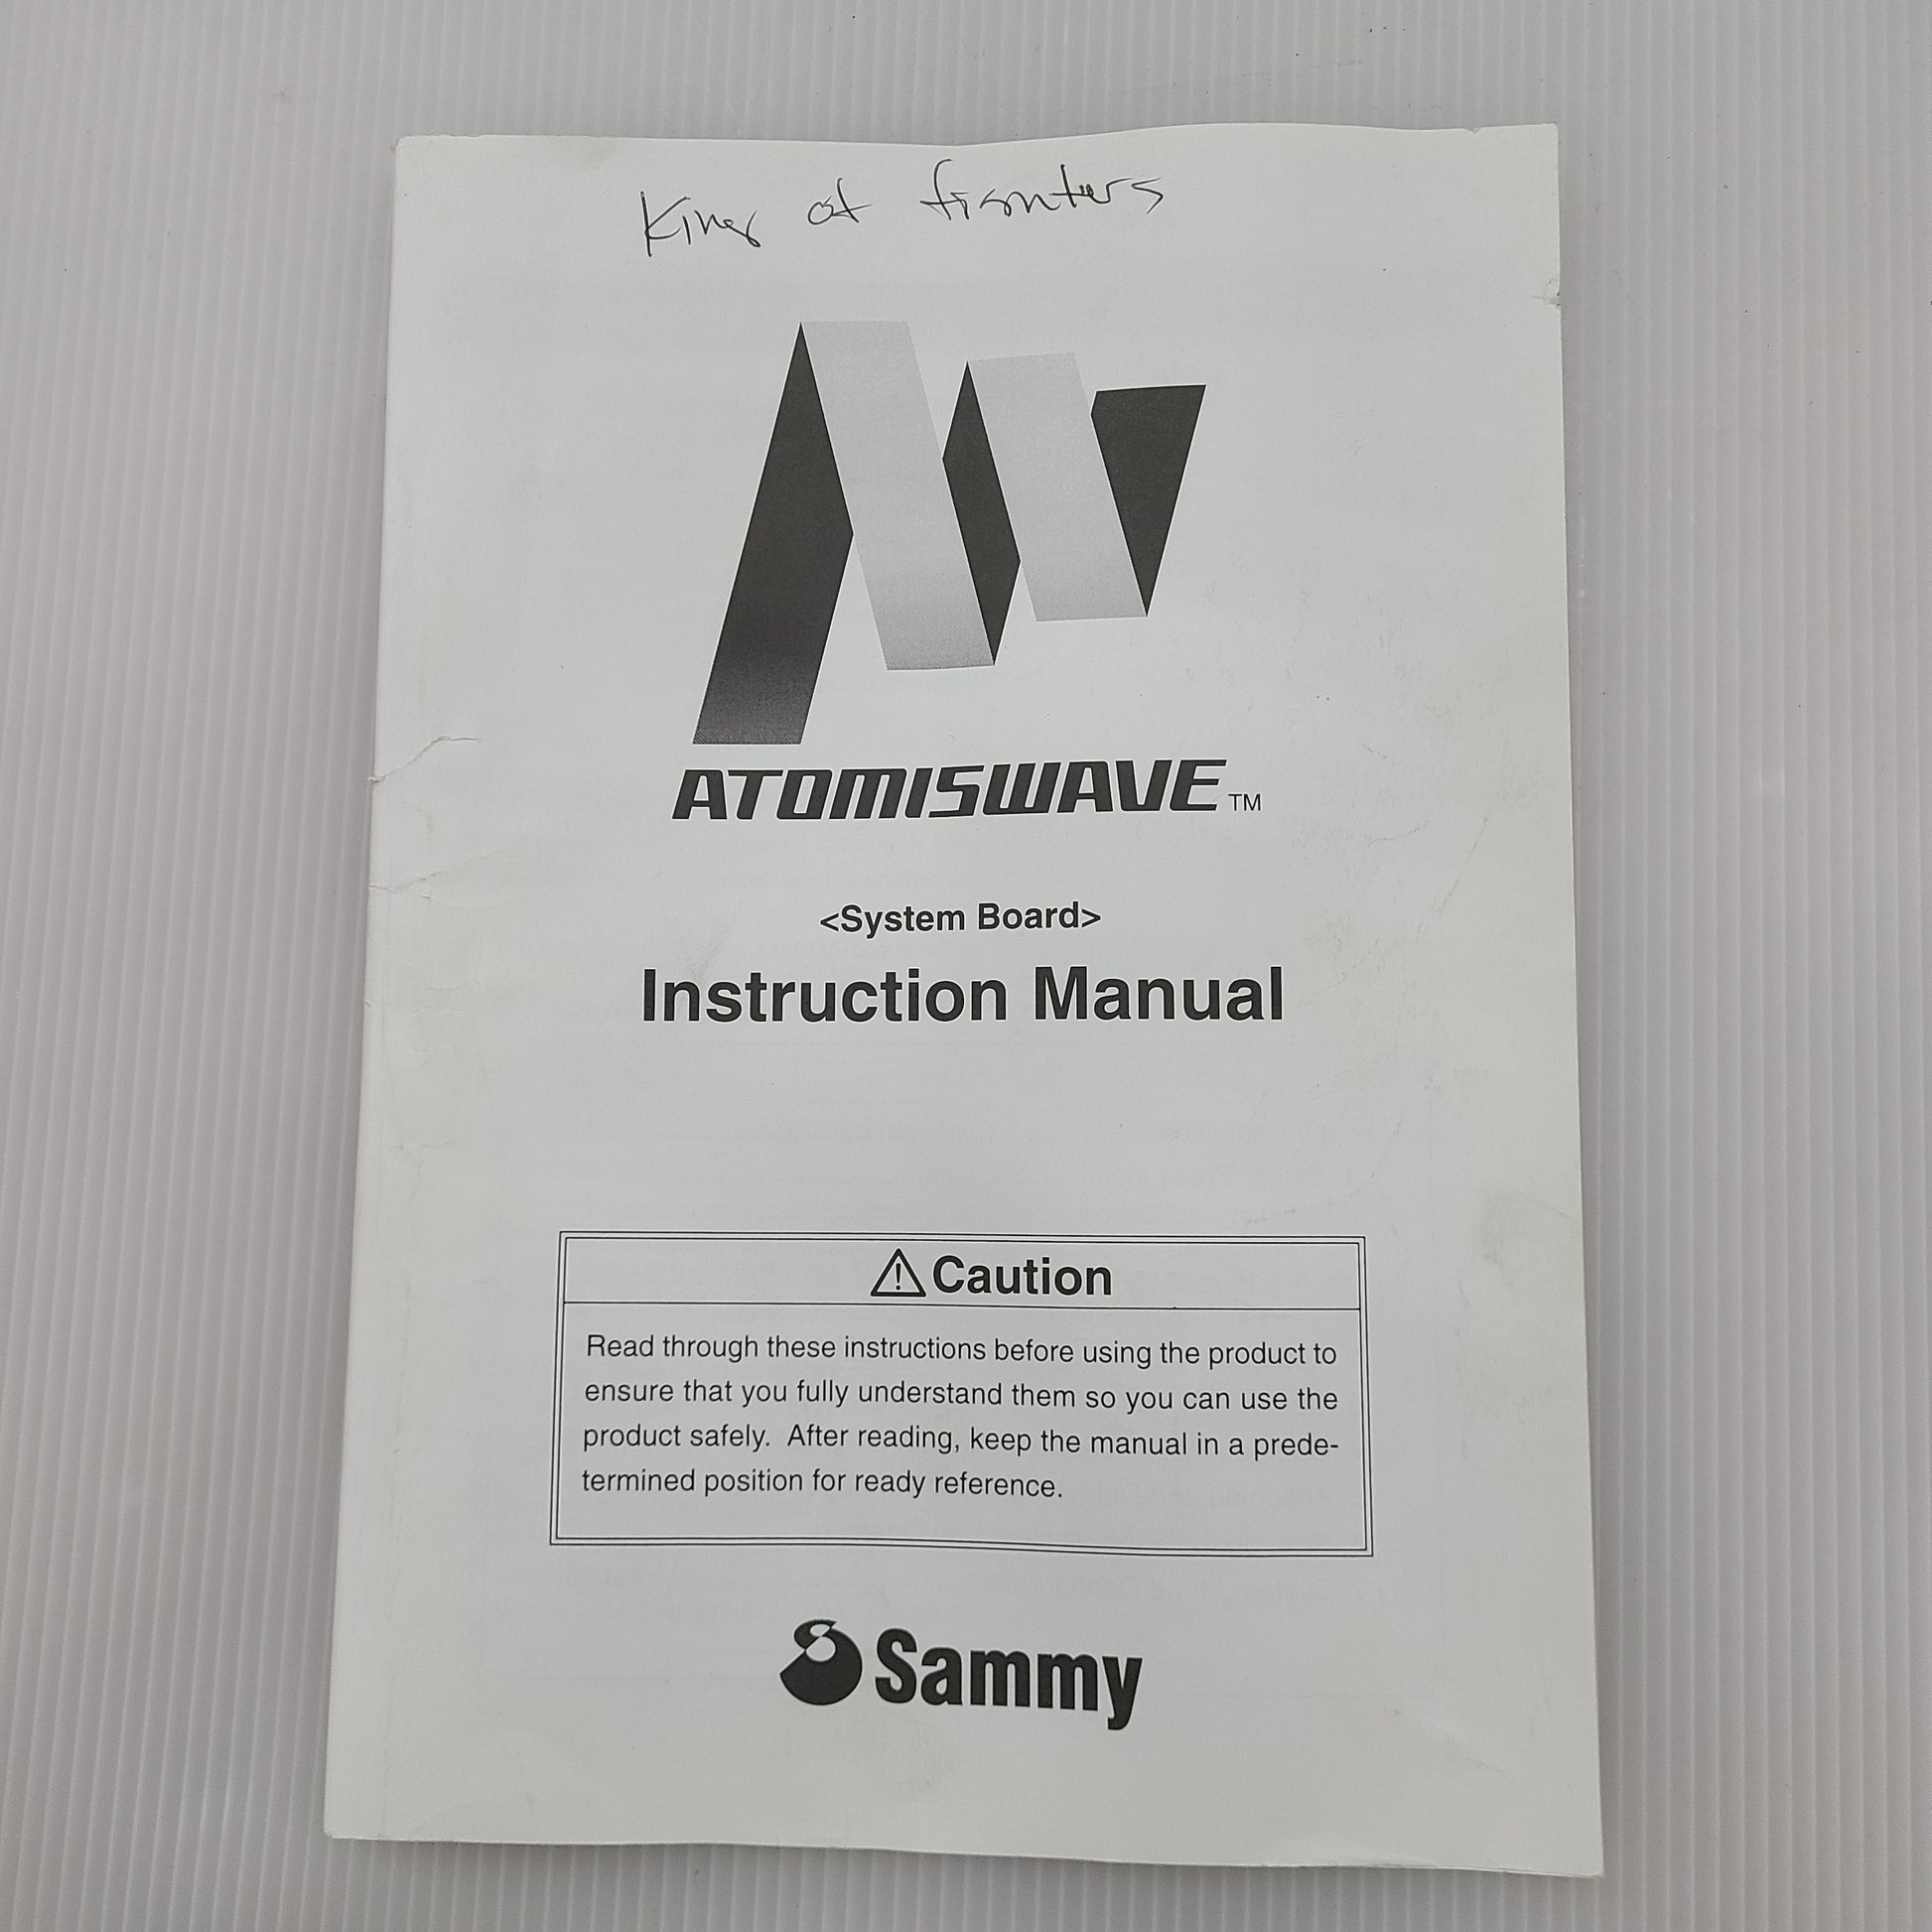 King of fignters
ATOMISWAVE™
<System Board>
Instruction Manual
⚠ Caution
Read through these instructions before using the product to
ensure that you fully understand them so you can use the
product safely. After reading, keep the manual in a prede-
termined position for ready reference.
Sammy